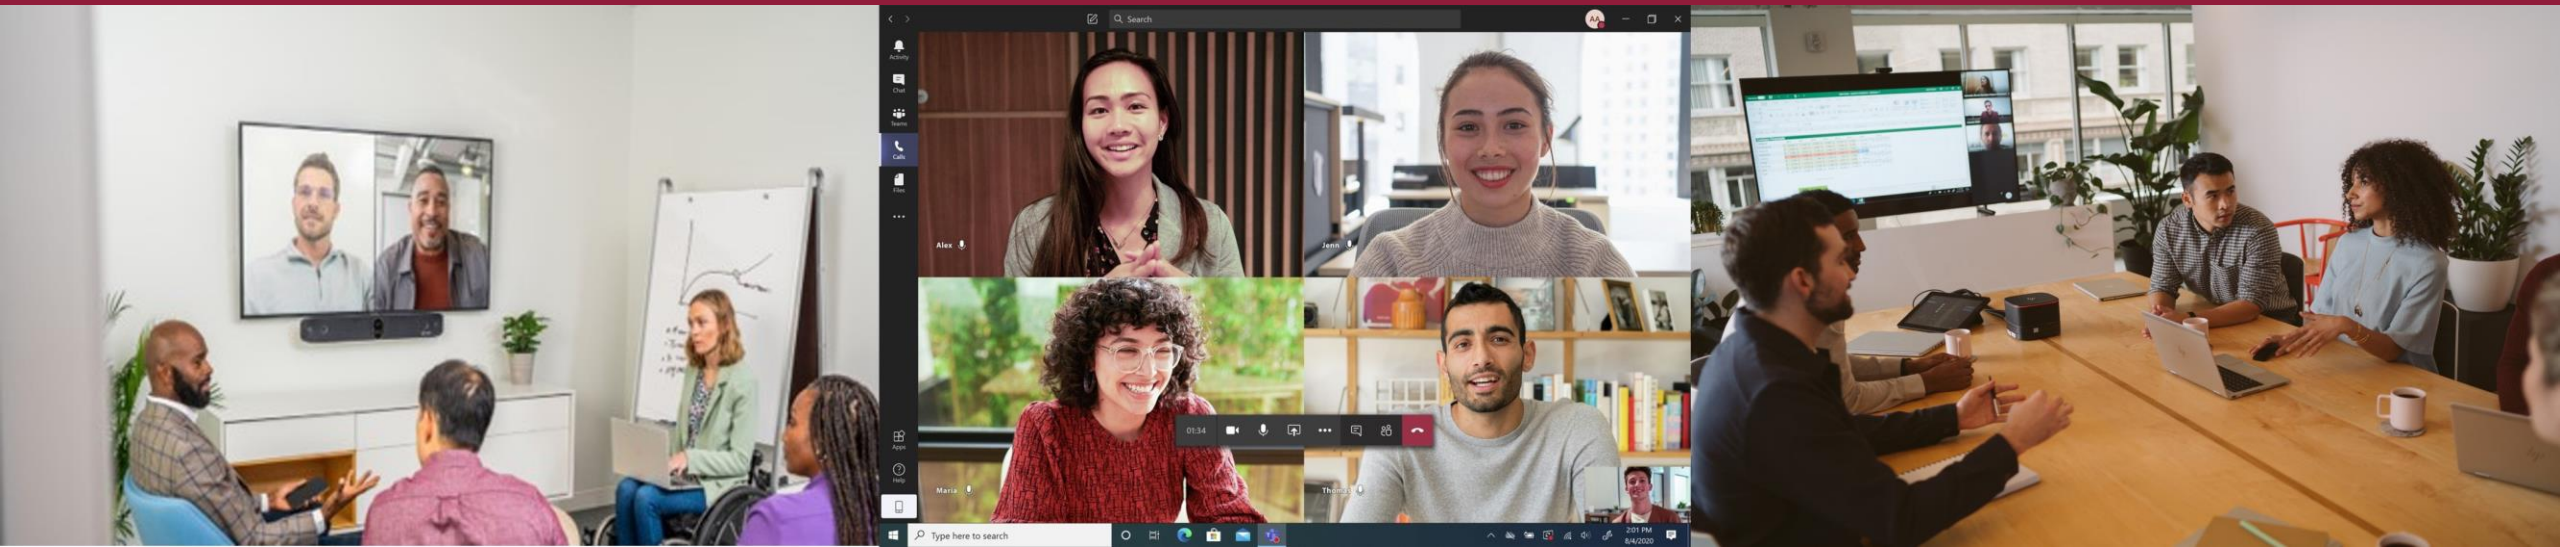 Search
AA
Activity
Chat
Teams
Calls
Files
Alex
Jenn
Maria
Thomas
01:34
Apps
Help
Type here to search
2:01 PM
8/4/2020